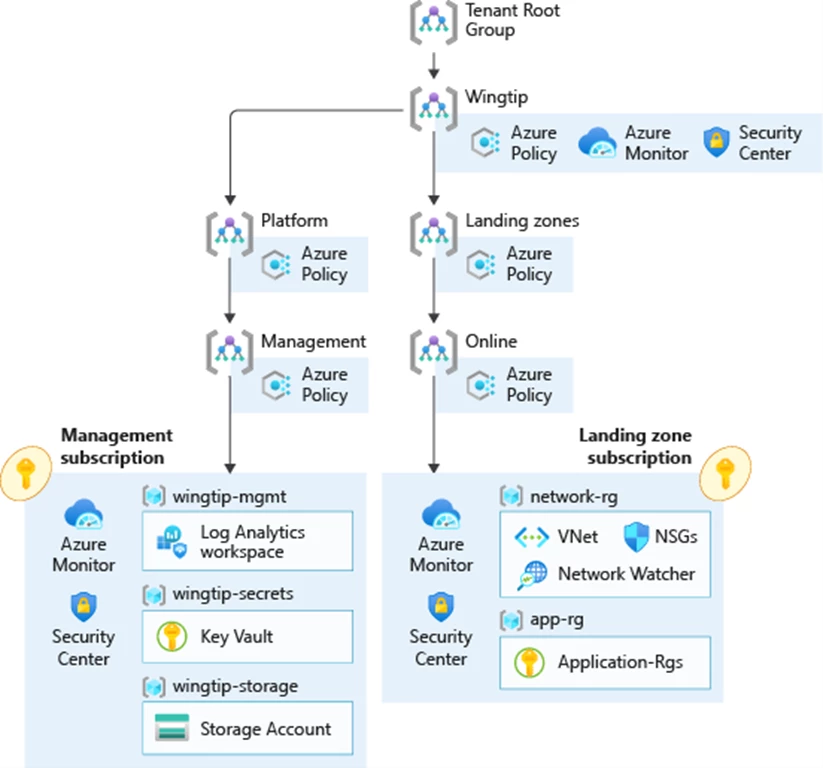 Tenant Root
Group
Wingtip
Azure
Policy
Azure
Monitor
Security
Center
Platform
Azure
Policy
Landing zones
Azure
Policy
Management
Azure
Policy
Online
Azure
Policy
Management
subscription
Azure
Monitor
Security
Center
wingtip-mgmt
Log Analytics
workspace
wingtip-secrets
Key Vault
wingtip-storage
Storage Account
Landing zone
subscription
Azure
Monitor
Security
Center
network-rg
VNet
NSGs
Network Watcher
app-rg
Application-Rgs